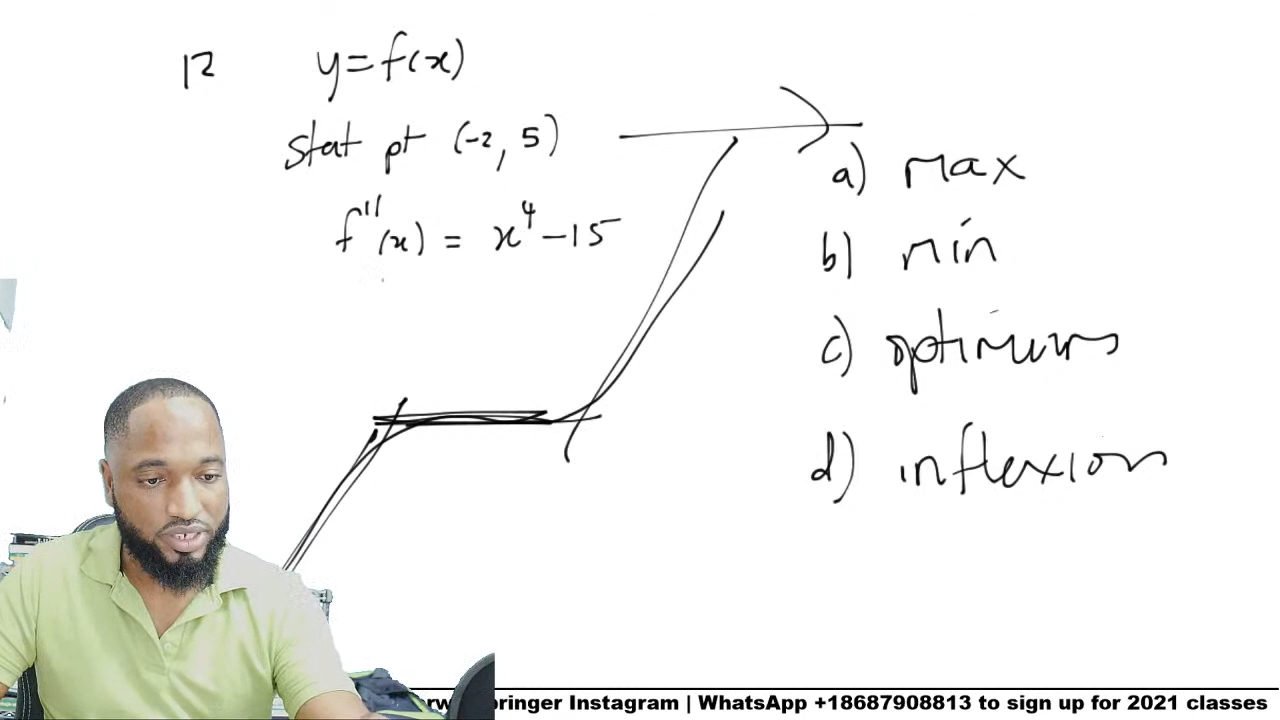 12 y=f(x)
stat pt (-2, 5)
f''(x) = x⁴-15
a) max
b) min
c) optimum
d) inflexion
pringer Instagram | WhatsApp +18687908813 to sign up for 2021 classes